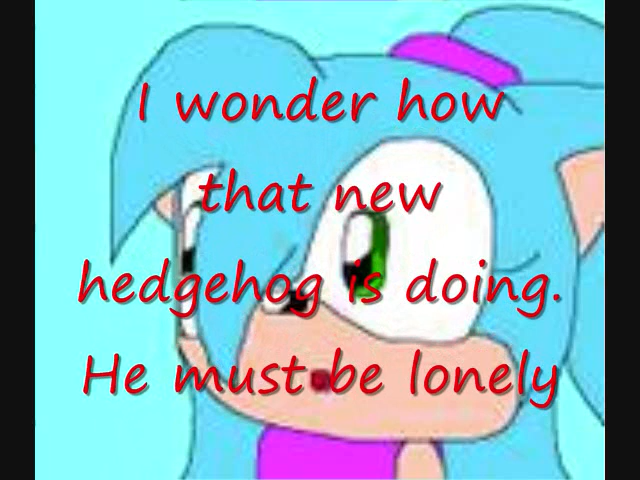 I wonder how
that new
hedgehog is doing.
He must be lonely